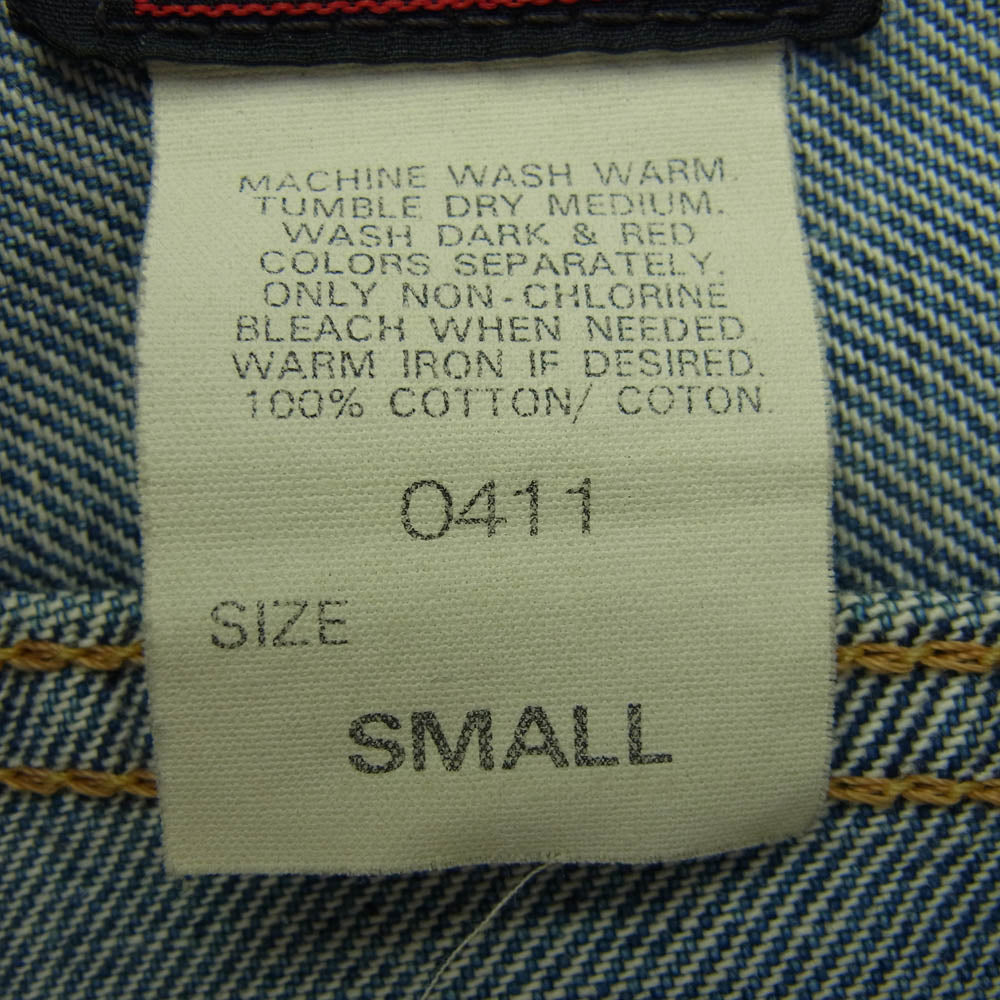 MACHINE WASH WARM.
TUMBLE DRY MEDIUM.
WASH DARK & RED
COLORS SEPARATELY.
ONLY NON-CHLORINE
BLEACH WHEN NEEDED
WARM IRON IF DESIRED.
100% COTTON/ COTON.
0411
SIZE
SMALL